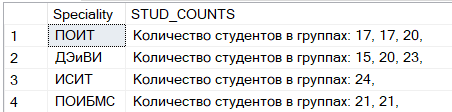 Speciality STUD_COUNTS
1 ПОИТ Количество студентов в группах: 17, 17, 20,
2 ДЭиВИ Количество студентов в группах: 15, 20, 23,
3 ИСИТ Количество студентов в группах: 24,
4 ПОИБМС Количество студентов в группах: 21, 21,